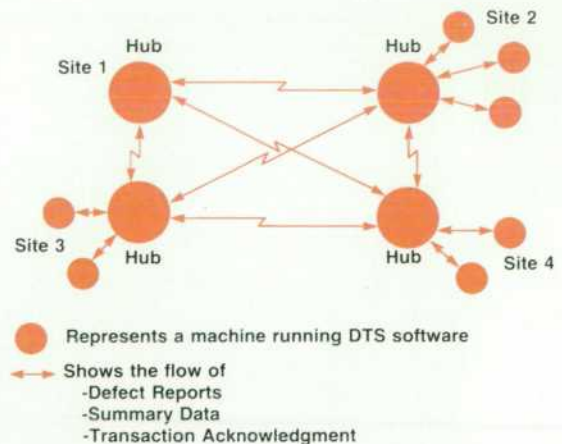 Hub
Site 1
Hub
Site 2
Site 3
Hub
Hub
Site 4
Represents a machine running DTS software
Shows the flow of
-Defect Reports
-Summary Data
-Transaction Acknowledgment